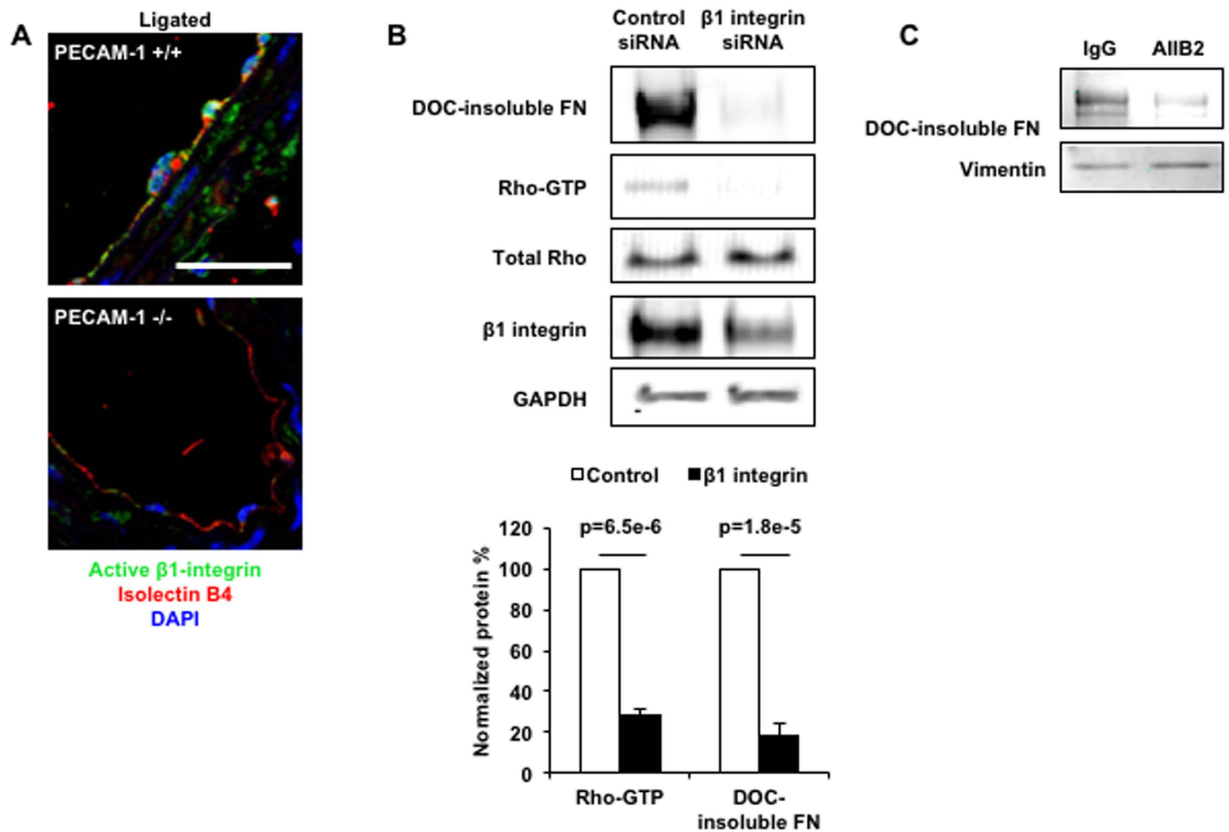 A
Ligated
PECAM-1 +/+
PECAM-1 -/-
Active β1-integrin
Isolectin B4
DAPI
B
Control siRNA
β1 integrin siRNA
DOC-insoluble FN
Rho-GTP
Total Rho
β1 integrin
GAPDH
Control
β1 integrin
p=6.5e-6
p=1.8e-5
Normalized protein %
120
100
80
60
40
20
0
Rho-GTP
DOC-
insoluble FN
C
IgG
AIIB2
DOC-insoluble FN
Vimentin